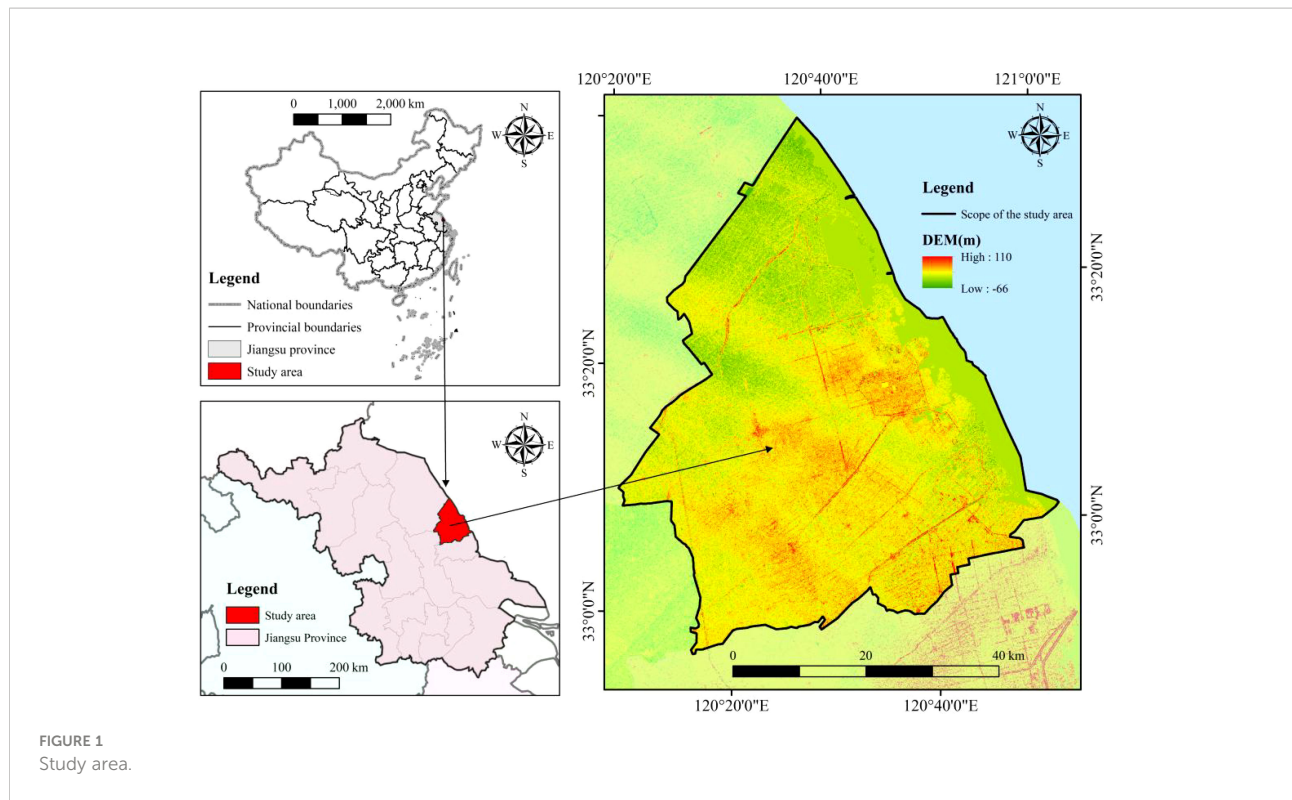 0 1,000 2,000 km
N
W E
S
Legend
National boundaries
Provincial boundaries
Jiangsu province
Study area
N
W E
S
Legend
Study area
Jiangsu Province
0 100 200 km
120°20'0"E 120°40'0"E 121°0'0"E
N
W E
S
Legend
Scope of the study area
DEM(m)
High : 110
Low : -66
33°20'0"N
33°0'0"N
33°20'0"N
33°0'0"N
0 20 40 km
120°20'0"E 120°40'0"E
FIGURE 1
Study area.